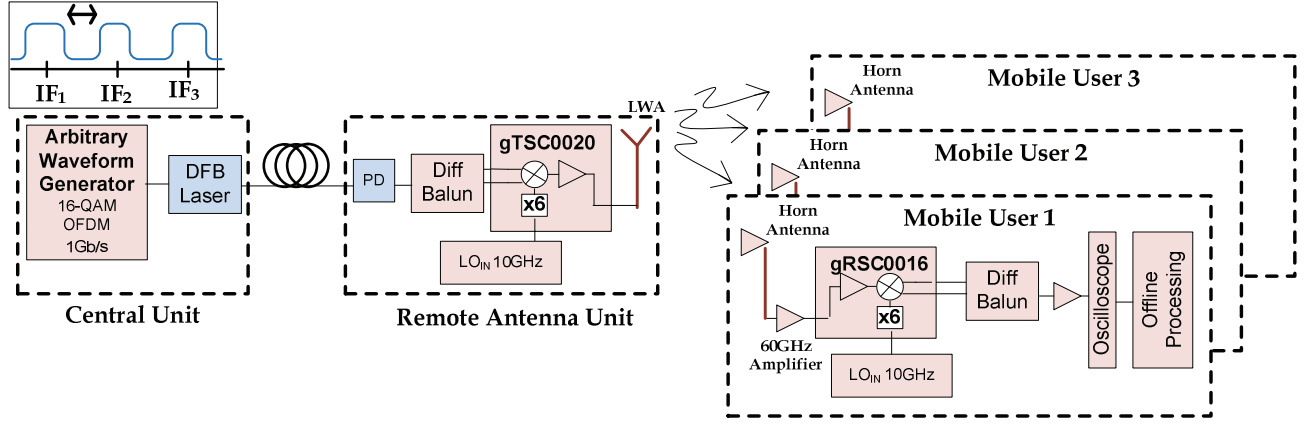 IF1 IF2 IF3
Arbitrary
Waveform
Generator
16-QAM
OFDM
1Gb/s
DFB
Laser
Central Unit
PD
Diff
Balun
gTSC0020
x6
LOIN 10GHz
LWA
Remote Antenna Unit
Mobile User 3
Horn
Antenna
Mobile User 2
Horn
Antenna
Mobile User 1
Horn
Antenna
60GHz
Amplifier
gRSC0016
x6
LOIN 10GHz
Diff
Balun
Oscilloscope
Offline
Processing